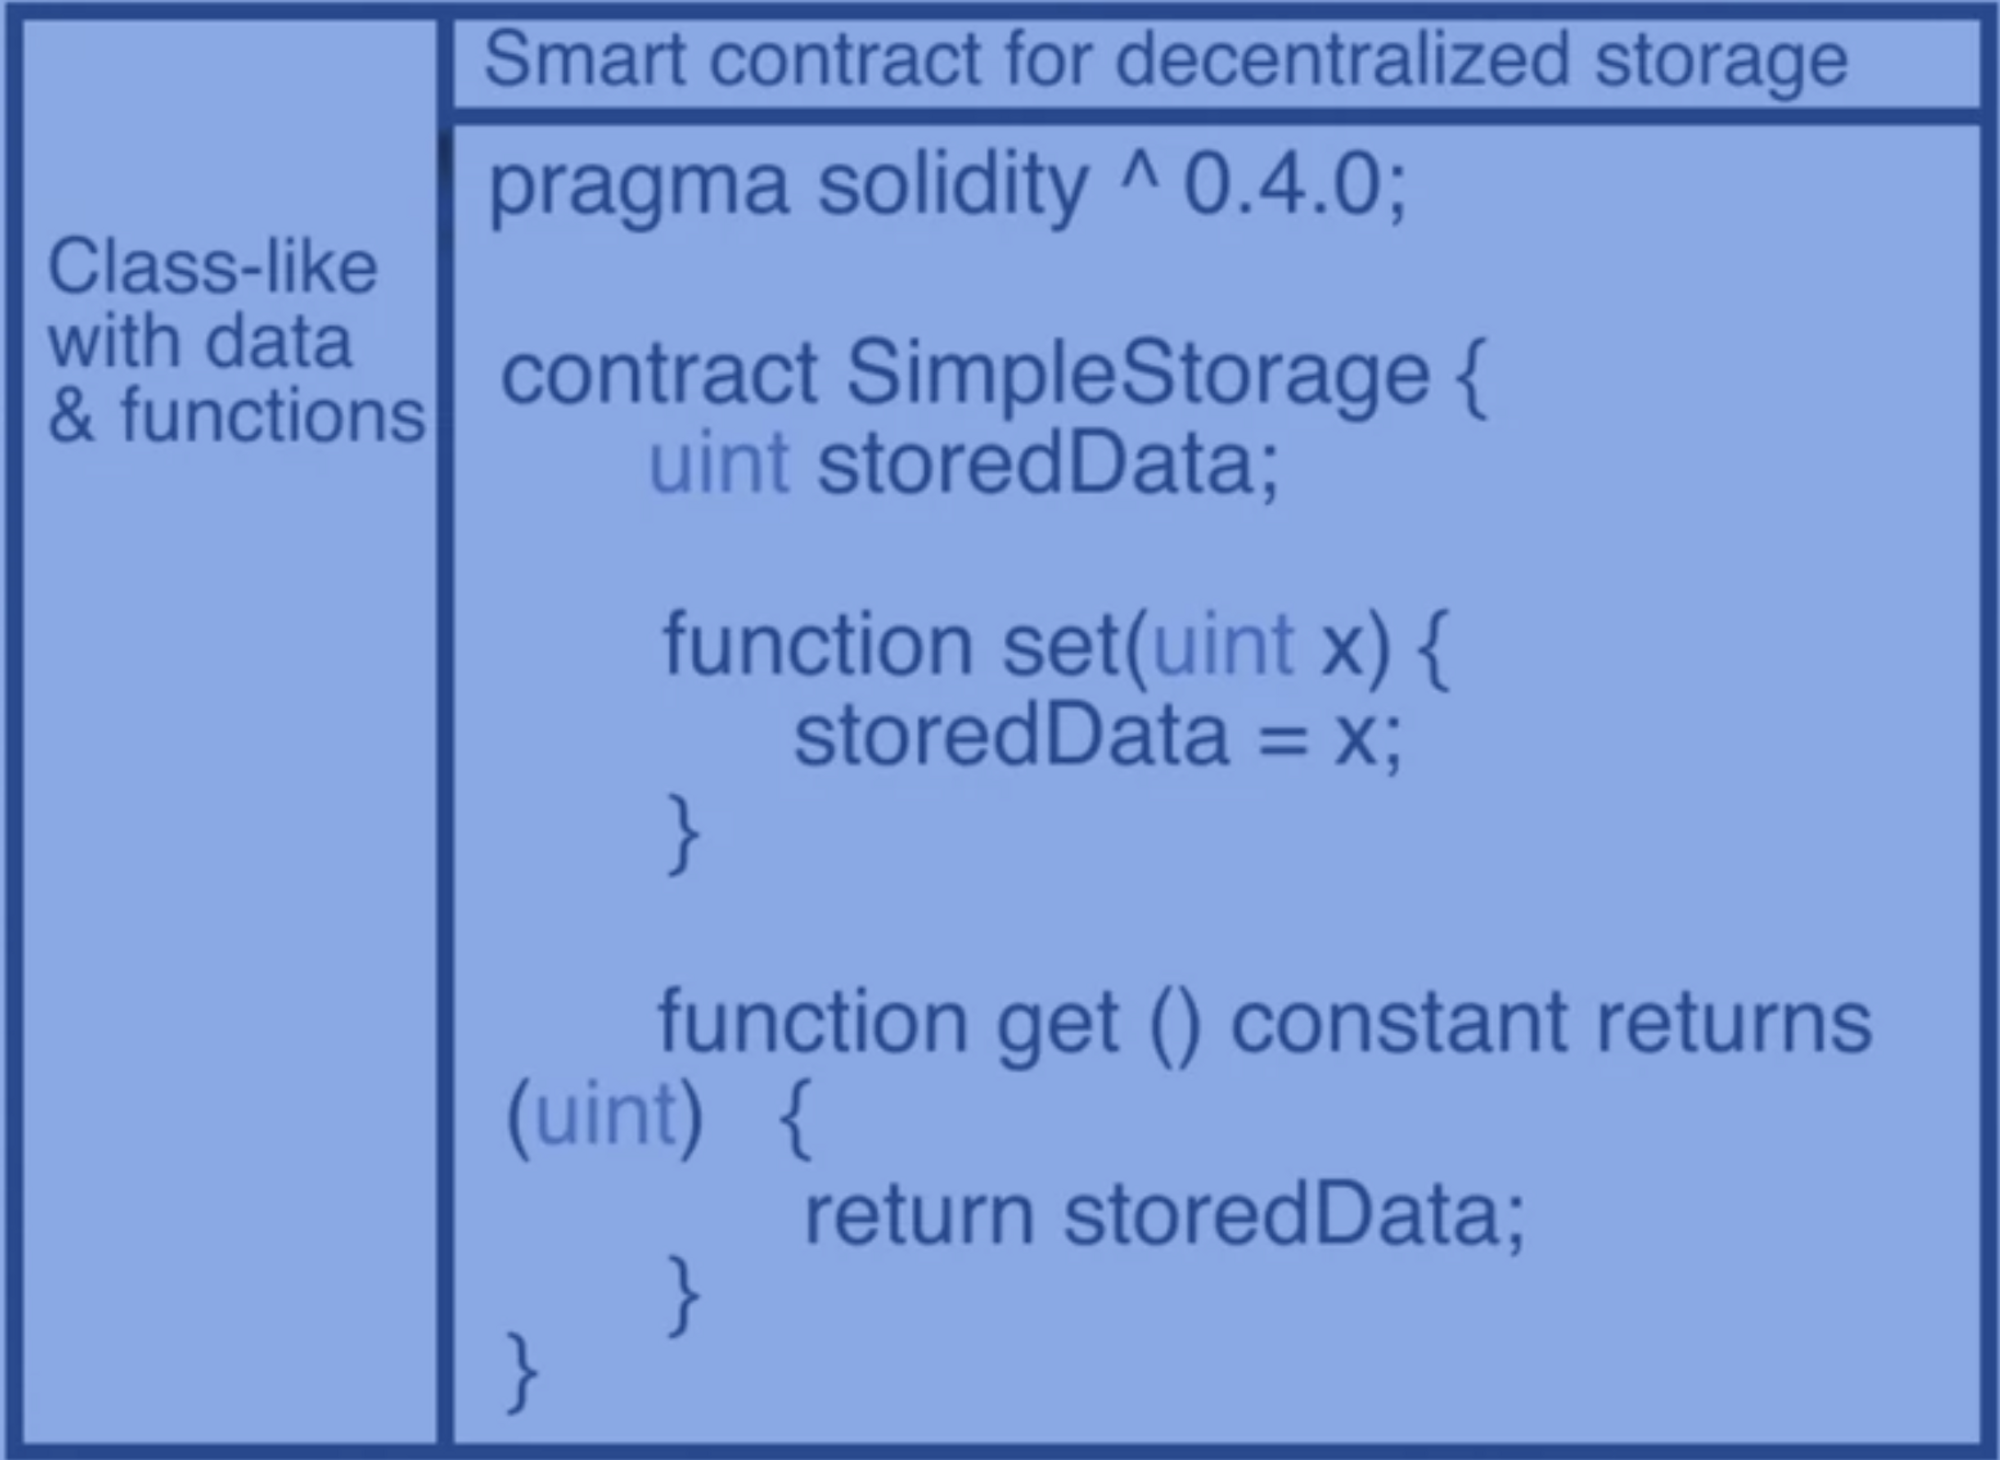 Smart contract for decentralized storage
Class-like
with data
& functions
pragma solidity ^ 0.4.0;
contract SimpleStorage {
uint storedData;
function set(uint x) {
storedData = x;
}
function get () constant returns
(uint) {
return storedData;
}
}